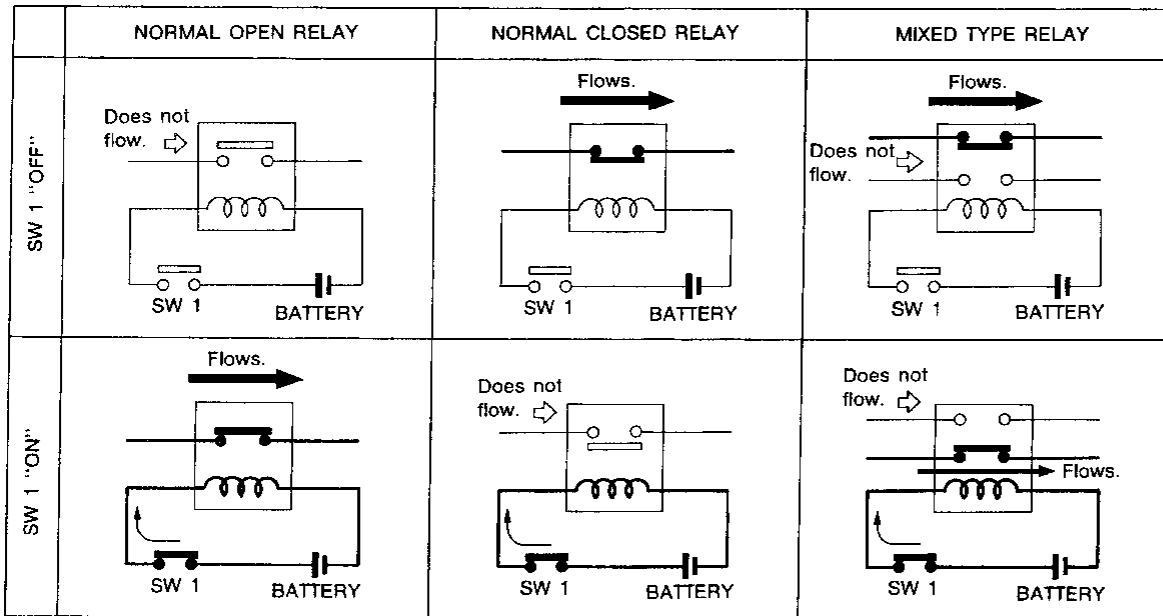 NORMAL OPEN RELAY
NORMAL CLOSED RELAY
MIXED TYPE RELAY
SW 1 "OFF"
Does not
flow.
SW 1
BATTERY
Flows.
SW 1
BATTERY
Flows.
Does not
flow.
SW 1
BATTERY
SW 1 "ON"
Flows.
SW 1
BATTERY
Does not
flow.
SW 1
BATTERY
Does not
flow.
Flows.
SW 1
BATTERY